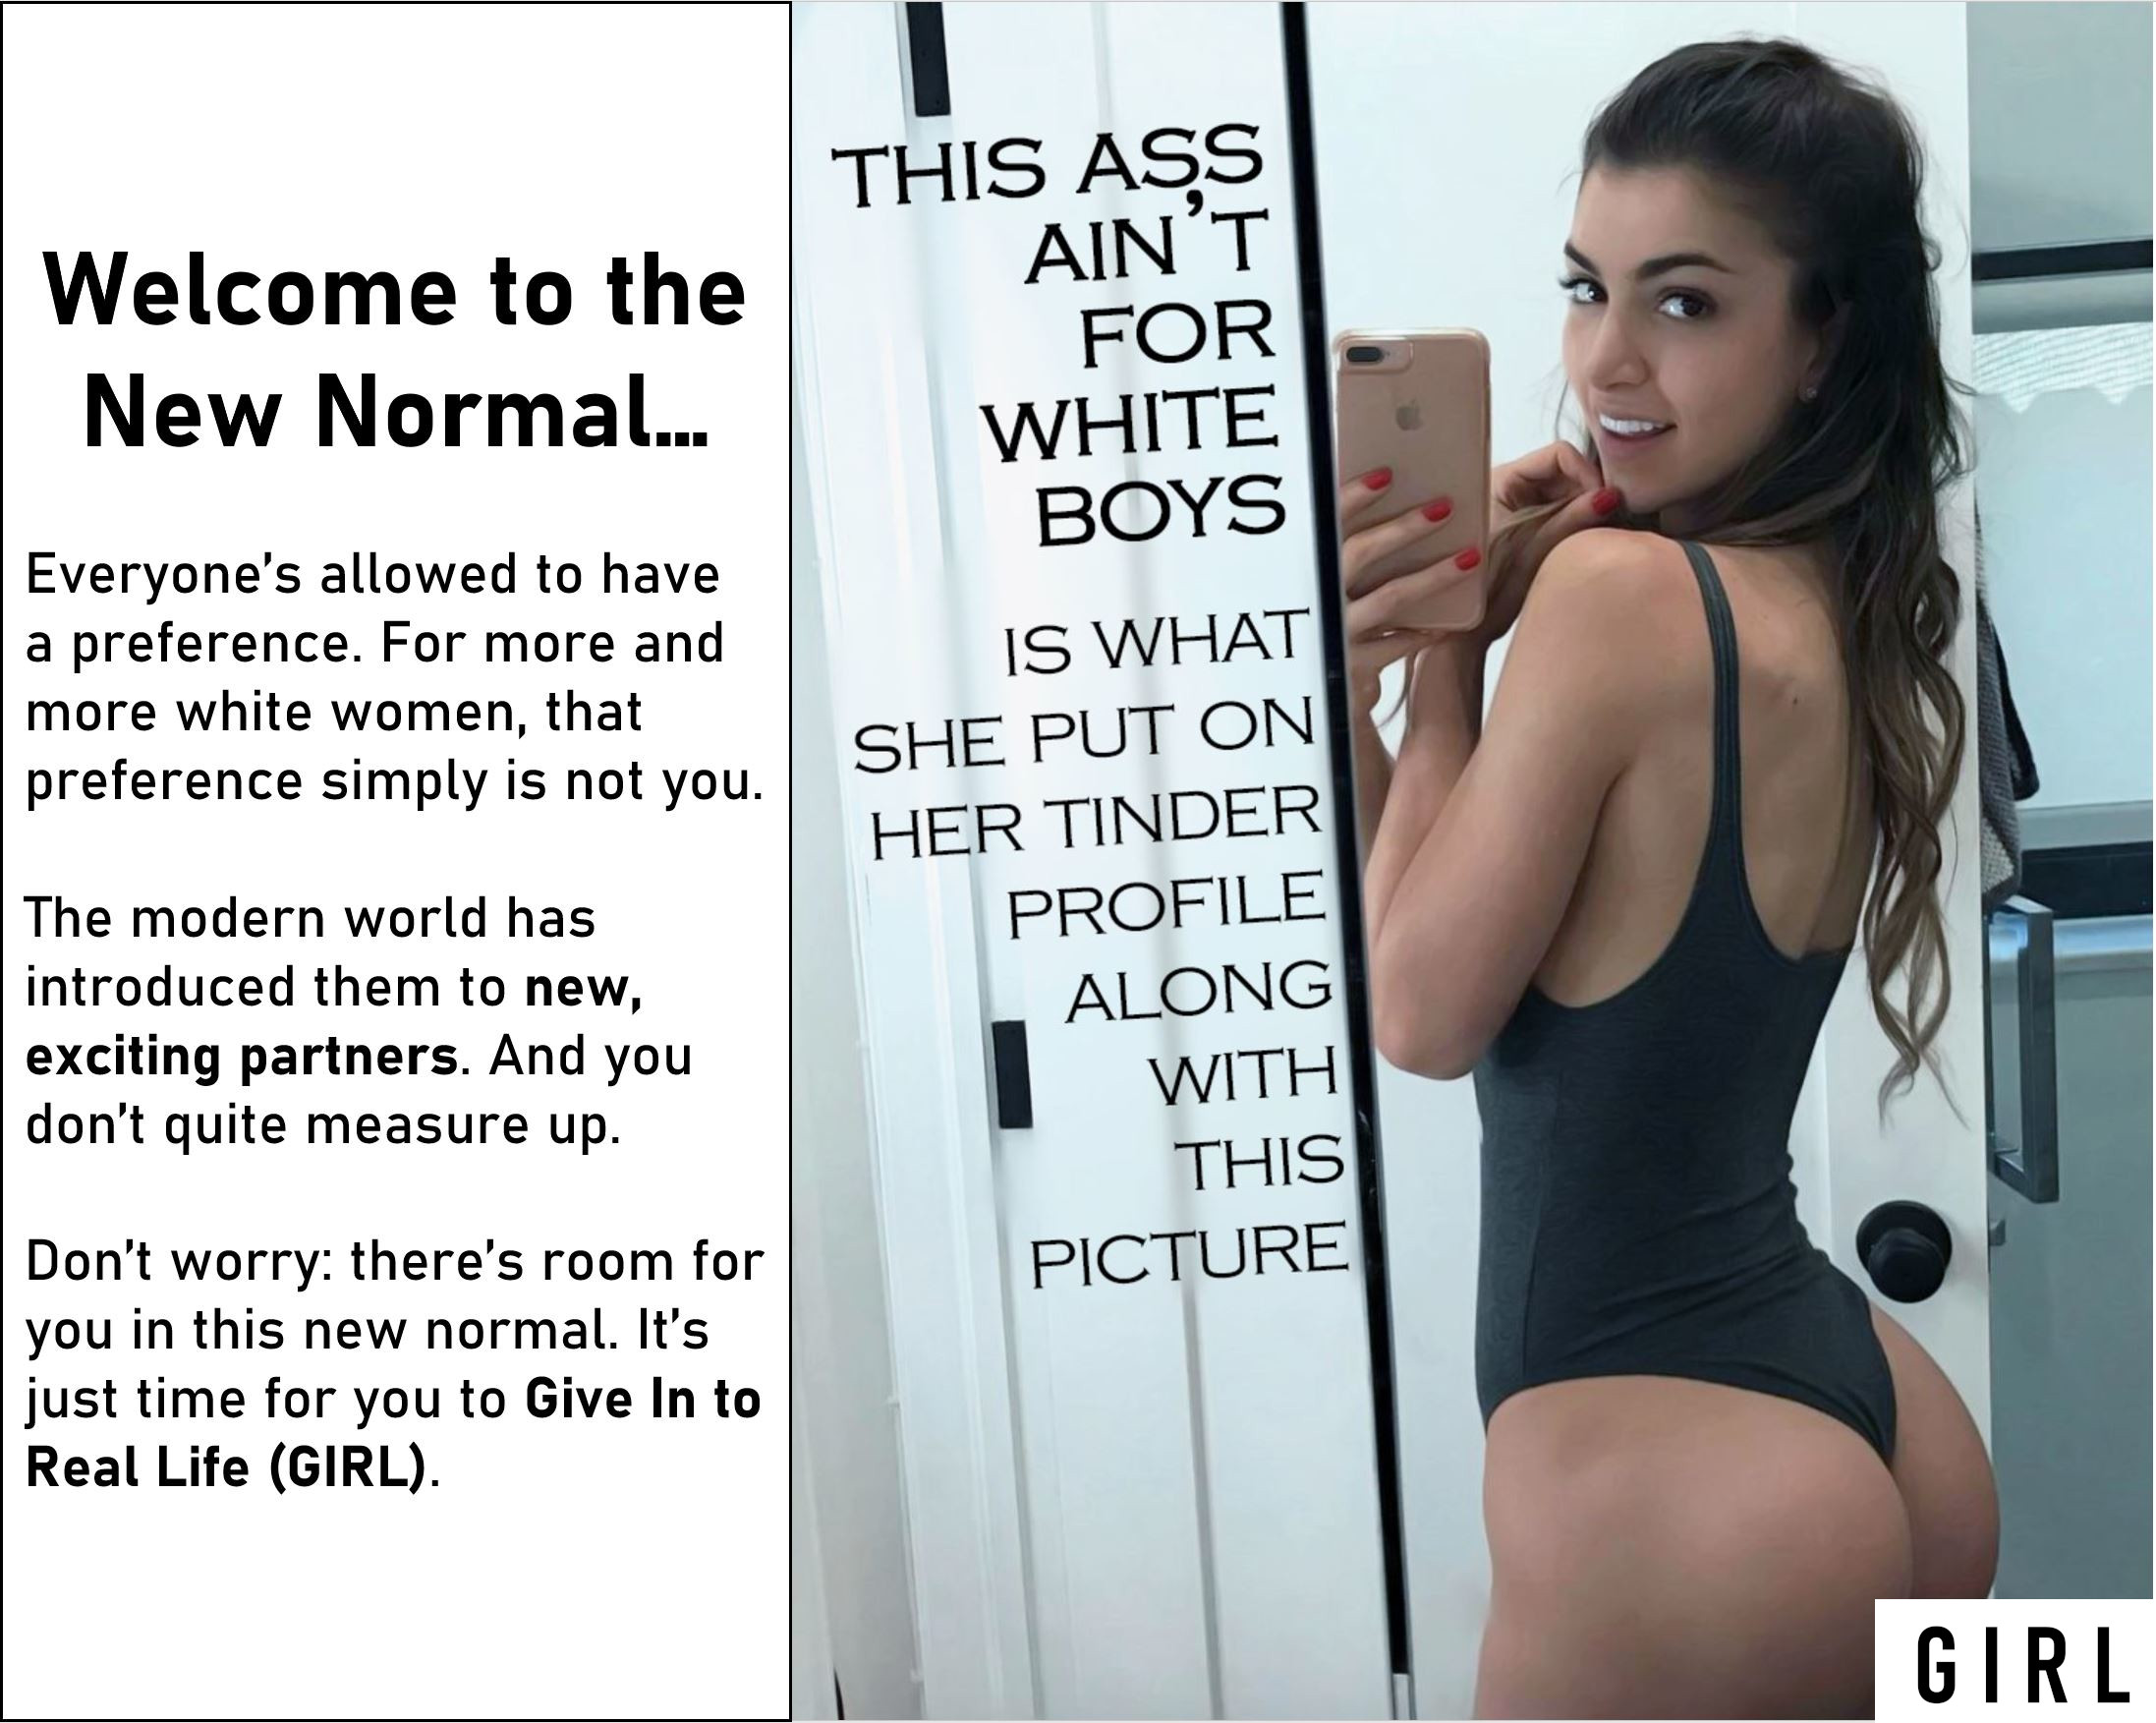 Welcome to the
New Normal...
Everyone's allowed to have
a preference. For more and
more white women, that
preference simply is not you.
The modern world has
introduced them to new,
exciting partners. And you
don't quite measure up.
Don't worry: there's room for
you in this new normal. It's
just time for you to Give In to
Real Life (GIRL).
THIS ASS
AIN'T
FOR
WHITE
BOYS
IS WHAT
SHE PUT ON
HER TINDER
PROFILE
ALONG
WITH
THIS
PICTURE
GIRL